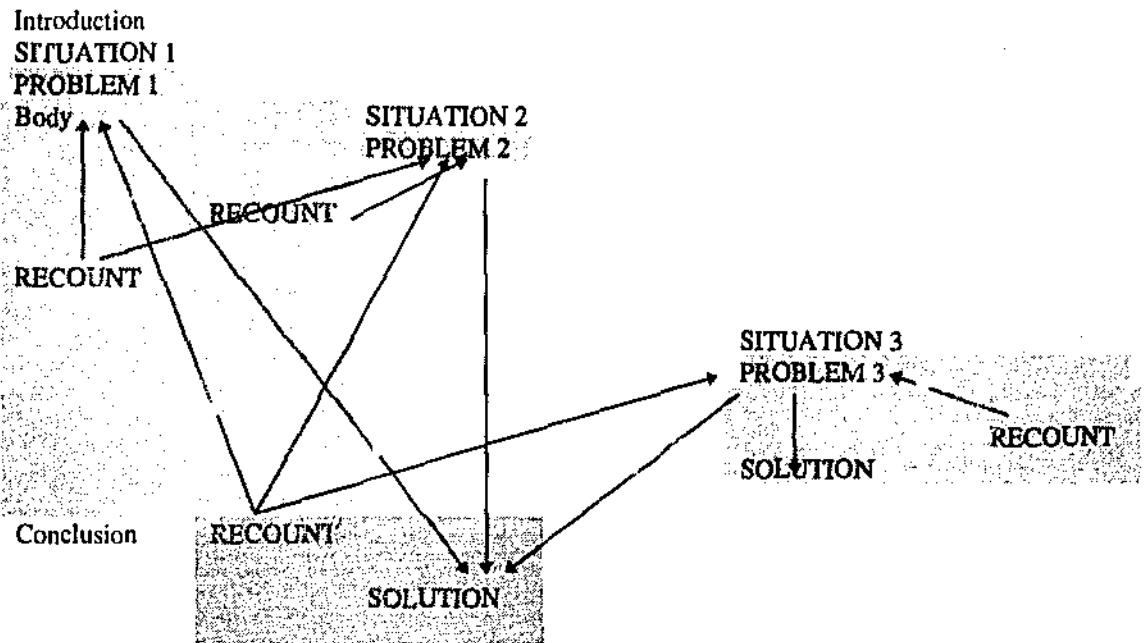 Introduction
SITUATION 1
PROBLEM 1
Body
SITUATION 2
PROBLEM 2
RECOUNT
RECOUNT
SITUATION 3
PROBLEM 3
RECOUNT
SOLUTION
Conclusion
RECOUNT
SOLUTION